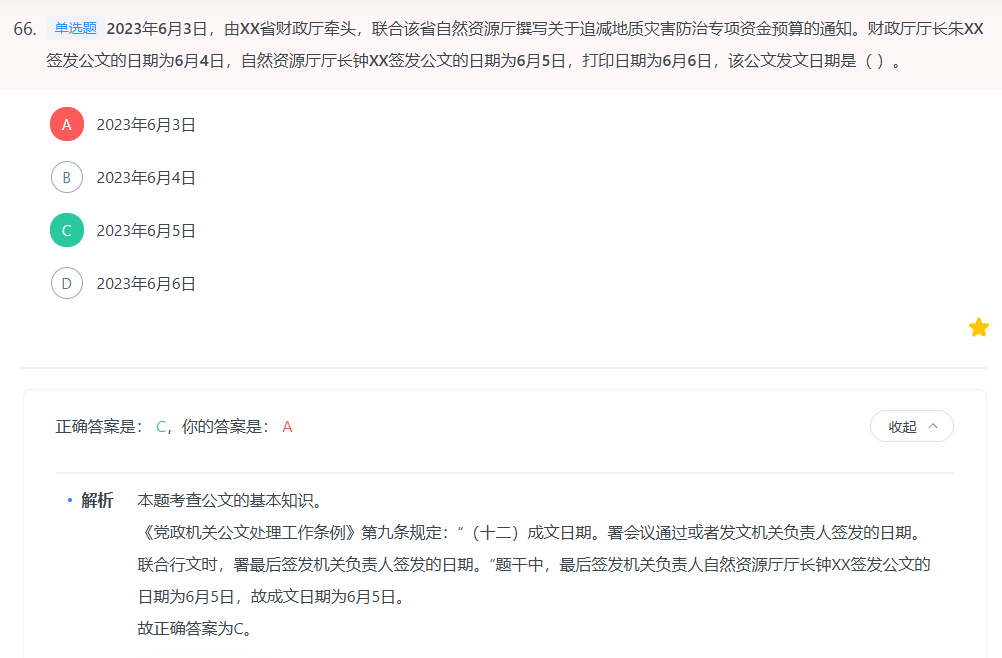 66. 单选题 2023年6月3日，由XX省财政厅牵头，联合该省自然资源厅撰写关于追减地质灾害防治专项资金预算的通知。财政厅厅长朱XX
签发公文的日期为6月4日，自然资源厅厅长钟XX签发公文的日期为6月5日，打印日期为6月6日，该公文发文日期是（ ）。
A 2023年6月3日
B 2023年6月4日
C 2023年6月5日
D 2023年6月6日
正确答案是： C，你的答案是： A
收起
• 解析 本题考查公文的基本知识。
《党政机关公文处理工作条例》第九条规定：“（十二）成文日期。署会议通过或者发文机关负责人签发的日期。
联合行文时，署最后签发机关负责人签发的日期。”题干中，最后签发机关负责人自然资源厅厅长钟XX签发公文的
日期为6月5日，故成文日期为6月5日。
故正确答案为C。